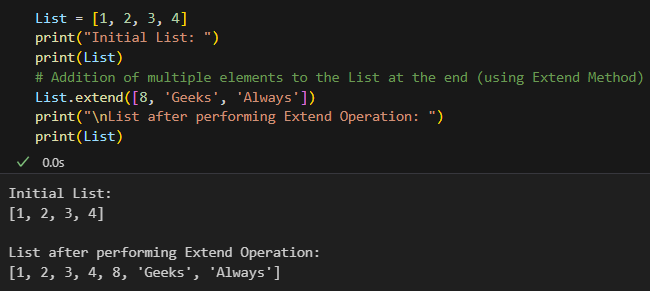 List = [1, 2, 3, 4]
print("Initial List: ")
print(List)
# Addition of multiple elements to the List at the end (using Extend Method)
List.extend([8, 'Geeks', 'Always'])
print("\nList after performing Extend Operation: ")
print(List)
✓ 0.0s
Initial List:
[1, 2, 3, 4]

List after performing Extend Operation:
[1, 2, 3, 4, 8, 'Geeks', 'Always']